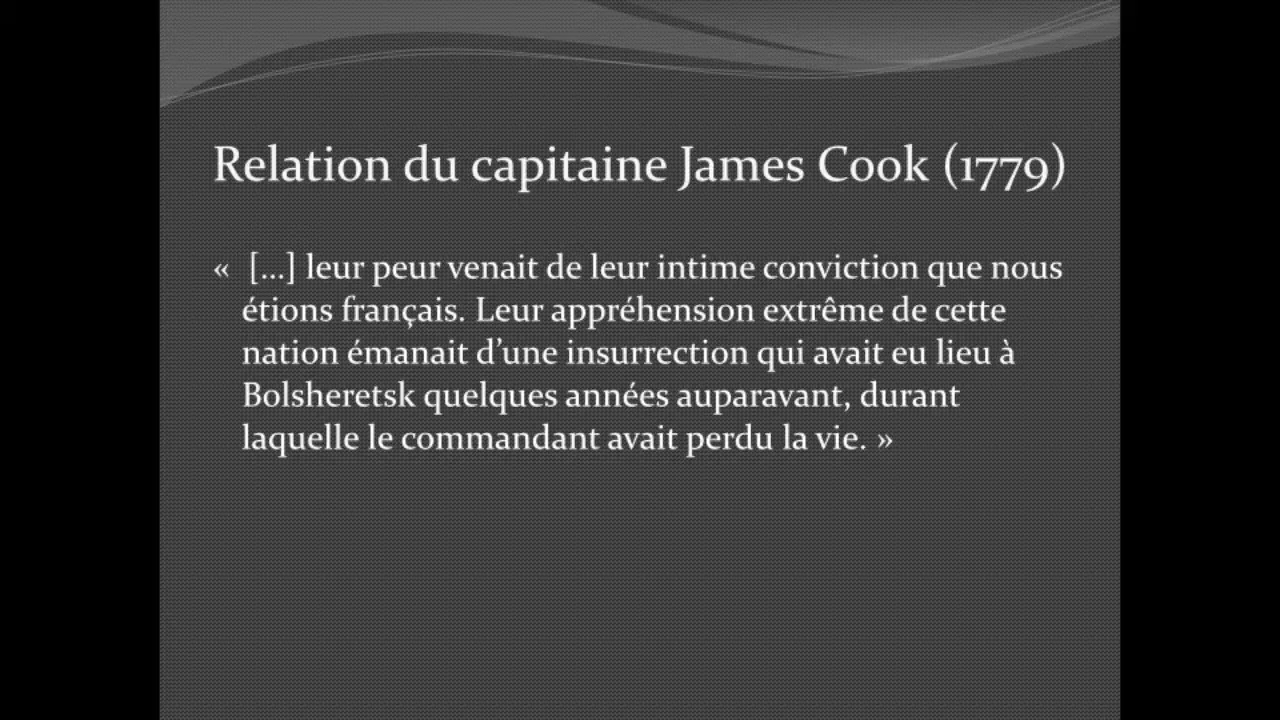 Relation du capitaine James Cook (1779)
« […] leur peur venait de leur intime conviction que nous
étions français. Leur appréhension extrême de cette
nation émanait d’une insurrection qui avait eu lieu à
Bolsheretsk quelques années auparavant, durant
laquelle le commandant avait perdu la vie. »